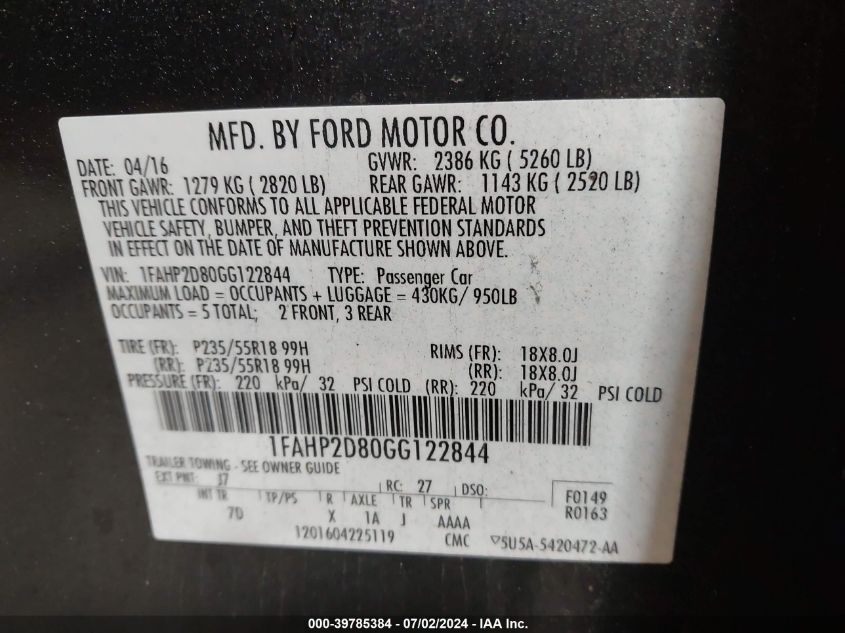 MFD. BY FORD MOTOR CO.
DATE: 04/16 GVWR: 2386 KG ( 5260 LB)
FRONT GAWR: 1279 KG ( 2820 LB) REAR GAWR: 1143 KG ( 2520 LB)
THIS VEHICLE CONFORMS TO ALL APPLICABLE FEDERAL MOTOR
VEHICLE SAFETY, BUMPER, AND THEFT PREVENTION STANDARDS
IN EFFECT ON THE DATE OF MANUFACTURE SHOWN ABOVE.
VIN: 1FAHP2D80GG122844 TYPE: Passenger Car
MAXIMUM LOAD = OCCUPANTS + LUGGAGE = 430KG/ 950LB
OCCUPANTS = 5 TOTAL; 2 FRONT, 3 REAR
TIRE (FR): P235/55R18 99H RIMS (FR): 18X8.0J
(RR): P235/55R18 99H (RR): 18X8.0J
PRESSURE (FR): 220 kPa/ 32 PSI COLD (RR): 220 kPa/ 32 PSI COLD
1FAHP2D80GG122844
TRAILER TOWING - SEE OWNER GUIDE
EXT PNT: J7 RC: 27 DSO: F0149
INT TR TP/PS R AXLE TR SPR R0163
7D X 1A J AAAA
1201604225119 CMC 5U5A-5420472-AA
000-39785384 / 07/02/2024 - IAA Inc.